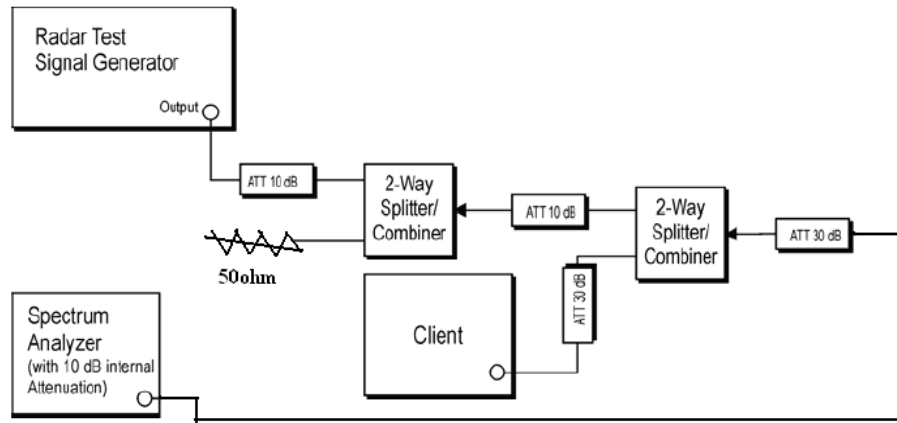 Radar Test
Signal Generator
Output
ATT 10 dB
2-Way
Splitter/
Combiner
ATT 10 dB
2-Way
Splitter/
Combiner
ATT 30 dB
50ohm
ATT 30 dB
Spectrum
Analyzer
(with 10 dB internal
Attenuation)
Client